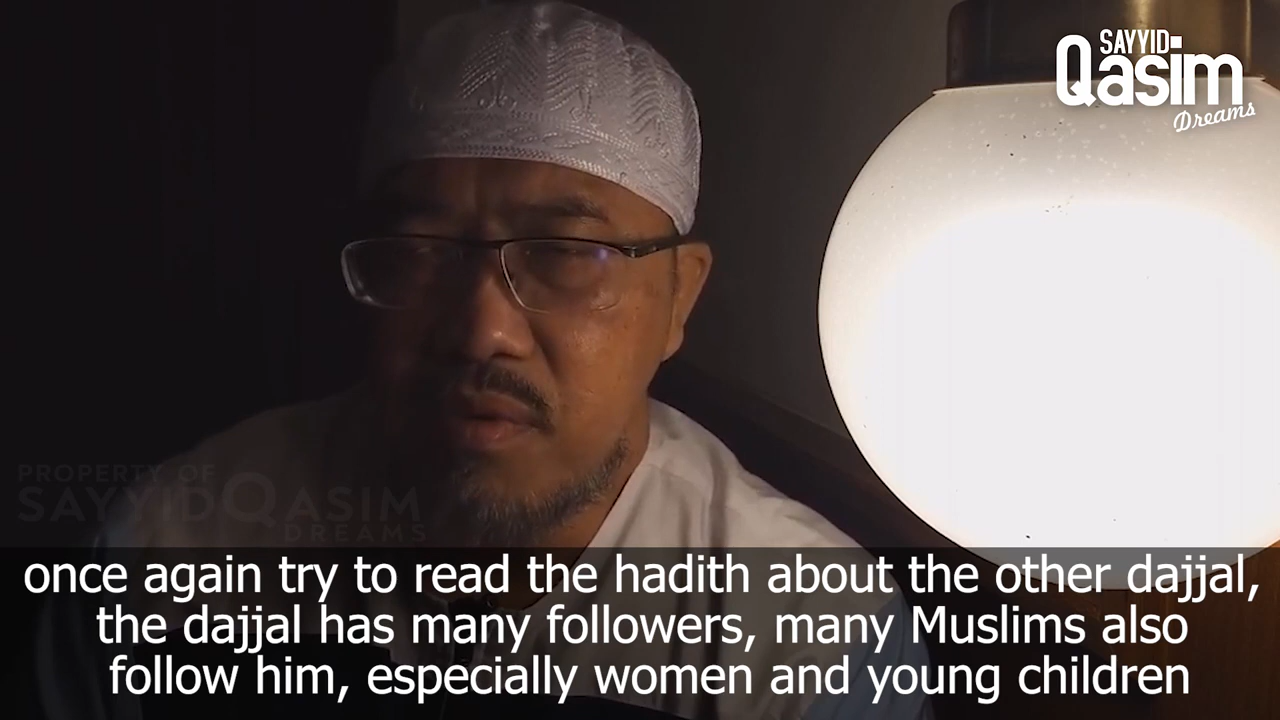 SAYYID
Qasim
Dreams
PROPERTY OF
SAYYIDQASIM
DREAMS
once again try to read the hadith about the other dajjal,
the dajjal has many followers, many Muslims also
follow him, especially women and young children